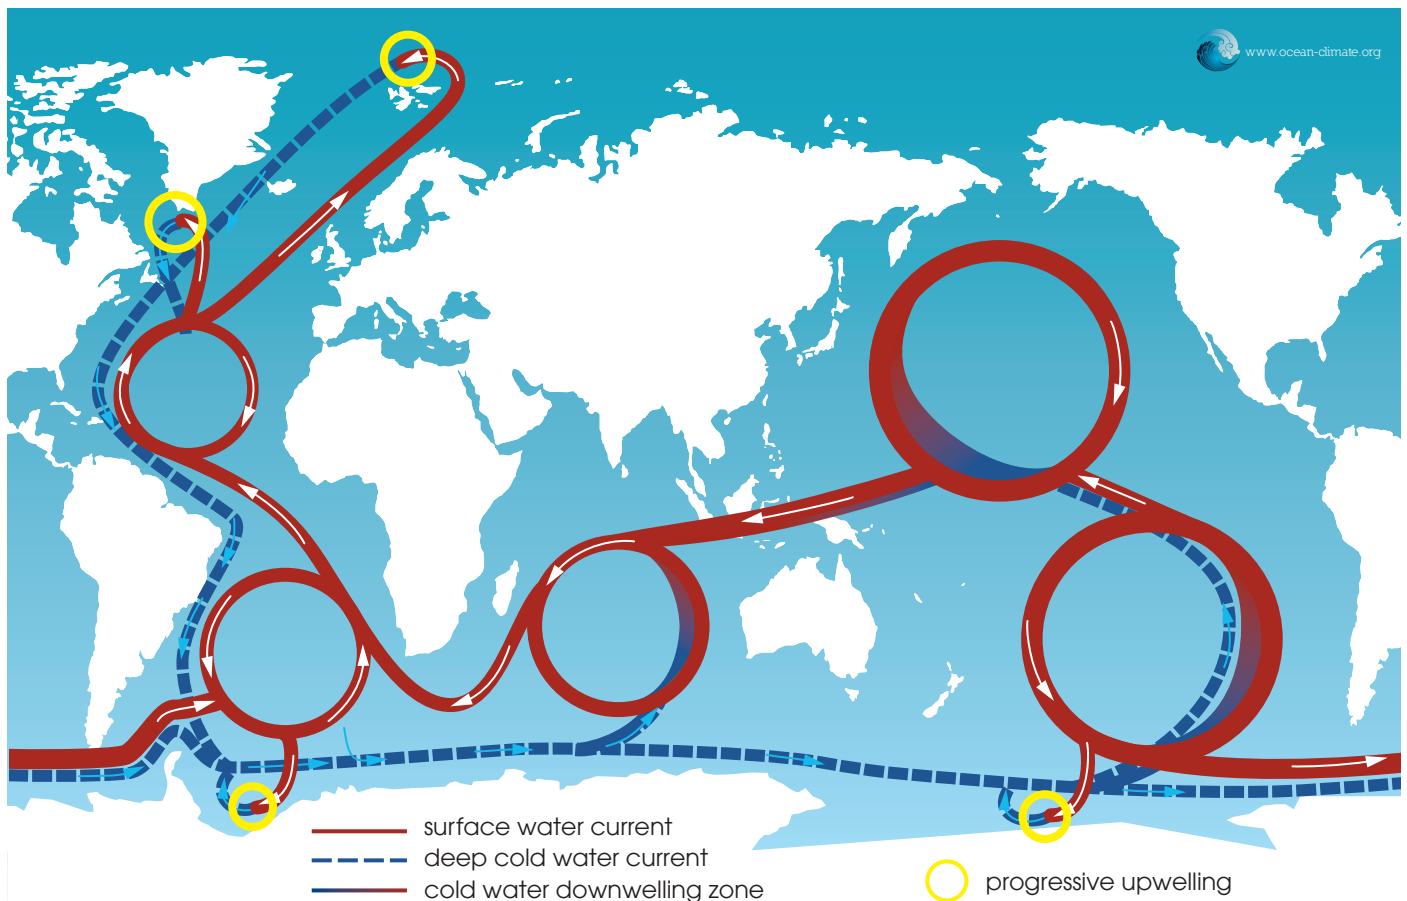 www.ocean-climate.org
surface water current
deep cold water current
cold water downwelling zone
progressive upwelling